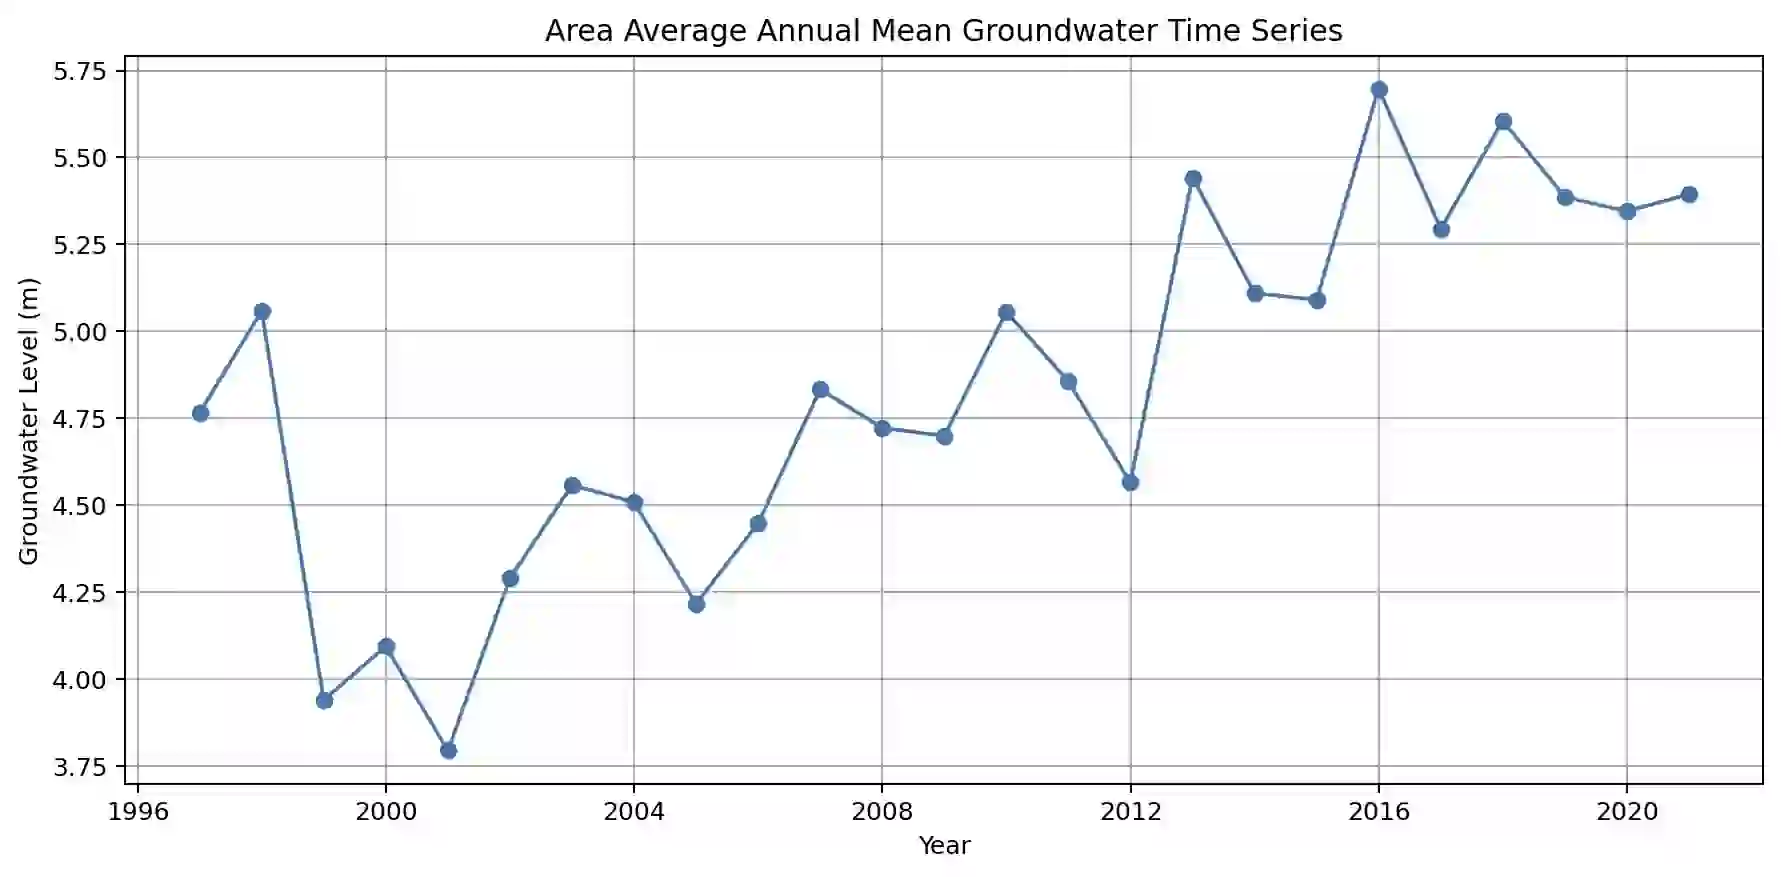 Area Average Annual Mean Groundwater Time Series
5.75
5.50
5.25
5.00
4.75
4.50
4.25
4.00
3.75
Groundwater Level (m)
1996 2000 2004 2008 2012 2016 2020
Year